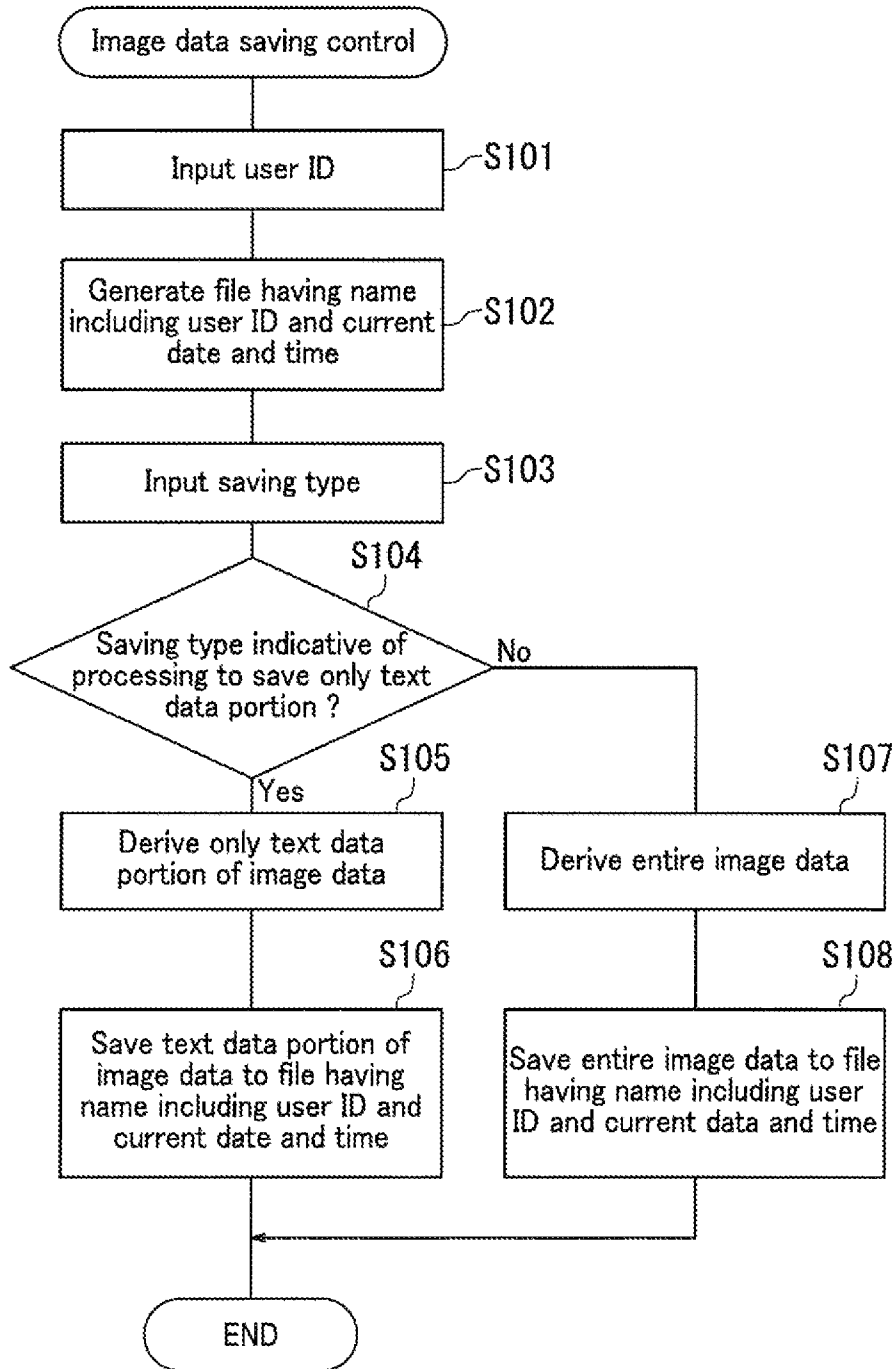 Image data saving control
Input user ID
S101
Generate file having name
including user ID and current
date and time
S102
Input saving type
S103
S104
Saving type indicative of
processing to save only text
data portion ?
No
Yes
S105
Derive only text data
portion of image data
S107
Derive entire image data
S106
Save text data portion of
image data to file having
name including user ID and
current date and time
S108
Save entire image data to file
having name including user
ID and current data and time
END